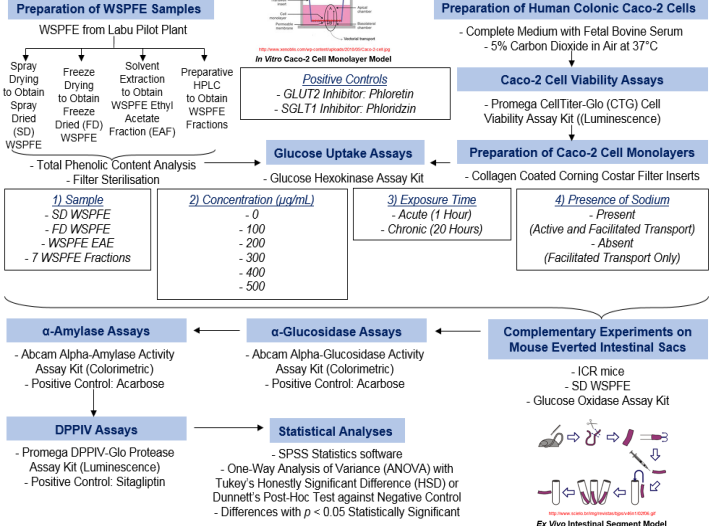 Preparation of WSPFE Samples
WSPFE from Labu Pilot Plant
Spray
Drying
to Obtain
Spray
Dried
(SD)
WSPFE
Freeze
Drying
to Obtain
Freeze
Dried (FD)
WSPFE
Solvent
Extraction
to Obtain
WSPFE Ethyl
Acetate
Fraction (EAF)
Preparative
HPLC
to Obtain
WSPFE
Fractions
- Total Phenolic Content Analysis
- Filter Sterilisation
insert
Cell
monolayer
Permeable
membrane
Apical
chamber
Basolateral
chamber
Vectorial transport
In Vitro Caco-2 Cell Monolayer Model
Positive Controls
- GLUT2 Inhibitor: Phloretin
- SGLT1 Inhibitor: Phloridzin
Glucose Uptake Assays
- Glucose Hexokinase Assay Kit
Preparation of Human Colonic Caco-2 Cells
- Complete Medium with Fetal Bovine Serum
- 5% Carbon Dioxide in Air at 37°C
Caco-2 Cell Viability Assays
- Promega CellTiter-Glo (CTG) Cell
Viability Assay Kit ((Luminescence)
Preparation of Caco-2 Cell Monolayers
- Collagen Coated Corning Costar Filter Inserts
1) Sample
- SD WSPFE
- FD WSPFE
- WSPFE EAE
- 7 WSPFE Fractions
2) Concentration (μg/mL)
- 0
- 100
- 200
- 300
- 400
- 500
3) Exposure Time
- Acute (1 Hour)
- Chronic (20 Hours)
4) Presence of Sodium
- Present
(Active and Facilitated Transport)
- Absent
(Facilitated Transport Only)
Complementary Experiments on
Mouse Everted Intestinal Sacs
- ICR mice
- SD WSPFE
- Glucose Oxidase Assay Kit
α-Glucosidase Assays
- Abcam Alpha-Glucosidase Activity
Assay Kit (Colorimetric)
- Positive Control: Acarbose
α-Amylase Assays
- Abcam Alpha-Amylase Activity
Assay Kit (Colorimetric)
- Positive Control: Acarbose
DPPIV Assays
- Promega DPPIV-Glo Protease
Assay Kit (Luminescence)
- Positive Control: Sitagliptin
Statistical Analyses
- SPSS Statistics software
- One-Way Analysis of Variance (ANOVA) with
Tukey's Honestly Significant Difference (HSD) or
Dunnett's Post-Hoc Test against Negative Control
- Differences with p < 0.05 Statistically Significant
Ex Vivo Intestinal Segment Model